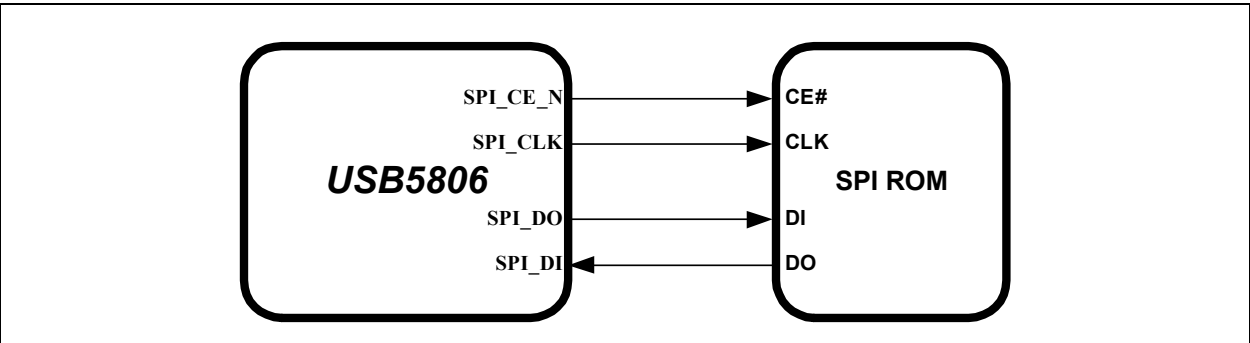 SPI_CE_N CE#
SPI_CLK CLK
USB5806 SPI ROM
SPI_DO DI
SPI_DI DO